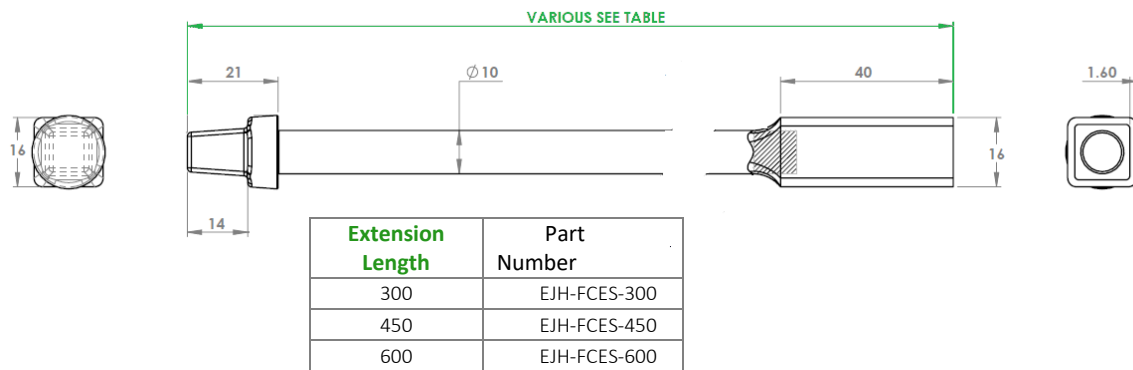 VARIOUS SEE TABLE
21
Ø10
40
1.60
16
16
14
Extension Part
Length Number
300 EJH-FCES-300
450 EJH-FCES-450
600 EJH-FCES-600